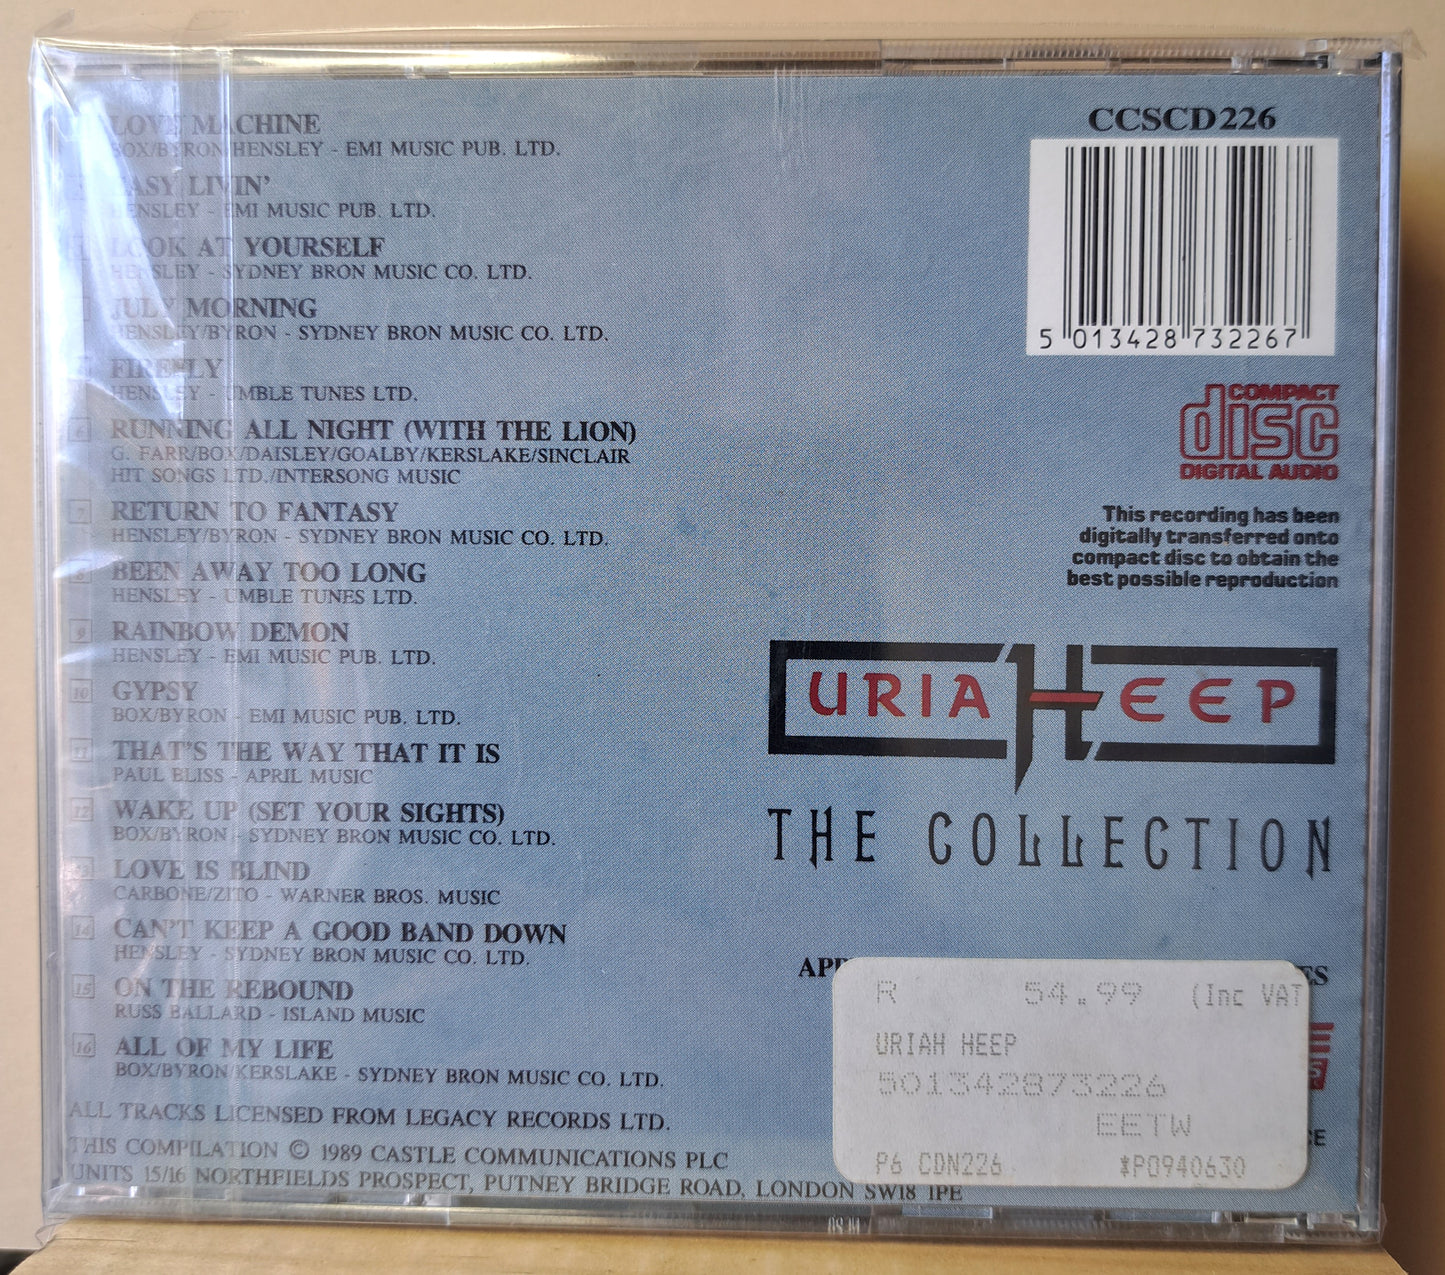 LOVE MACHINE
BOX/BYRON/HENSLEY - EMI MUSIC PUB. LTD.
EASY LIVIN'
HENSLEY - EMI MUSIC PUB. LTD.
LOOK AT YOURSELF
HENSLEY - SYDNEY BRON MUSIC CO. LTD.
JULY MORNING
HENSLEY/BYRON - SYDNEY BRON MUSIC CO. LTD.
FIREFLY
HENSLEY - UMBLE TUNES LTD.
6 RUNNING ALL NIGHT (WITH THE LION)
G. FARR/BOX/DAISLEY/GOALBY/KERSLAKE/SINCLAIR
HIT SONGS LTD./INTERSONG MUSIC
7 RETURN TO FANTASY
HENSLEY/BYRON - SYDNEY BRON MUSIC CO. LTD.
8 BEEN AWAY TOO LONG
HENSLEY - UMBLE TUNES LTD.
9 RAINBOW DEMON
HENSLEY - EMI MUSIC PUB. LTD.
10 GYPSY
BOX/BYRON - EMI MUSIC PUB. LTD.
11 THAT'S THE WAY THAT IT IS
PAUL BLISS - APRIL MUSIC
12 WAKE UP (SET YOUR SIGHTS)
BOX/BYRON - SYDNEY BRON MUSIC CO. LTD.
13 LOVE IS BLIND
CARBONE/ZITO - WARNER BROS. MUSIC
14 CAN'T KEEP A GOOD BAND DOWN
HENSLEY - SYDNEY BRON MUSIC CO. LTD.
15 ON THE REBOUND
RUSS BALLARD - ISLAND MUSIC
16 ALL OF MY LIFE
BOX/BYRON/KERSLAKE - SYDNEY BRON MUSIC CO. LTD.
ALL TRACKS LICENSED FROM LEGACY RECORDS LTD.
THIS COMPILATION © 1989 CASTLE COMMUNICATIONS PLC
UNITS 15/16 NORTHFIELDS PROSPECT, PUTNEY BRIDGE ROAD, LONDON SW18 1PE
CCSCD226
5 013428 732267
COMPACT
disc
DIGITAL AUDIO
This recording has been
digitally transferred onto
compact disc to obtain the
best possible reproduction
URIAH HEEP
THE COLLECTION
R 54.99 (Inc VAT
URIAH HEEP
501342873226
EETW
P6 CDN226 *P0940630